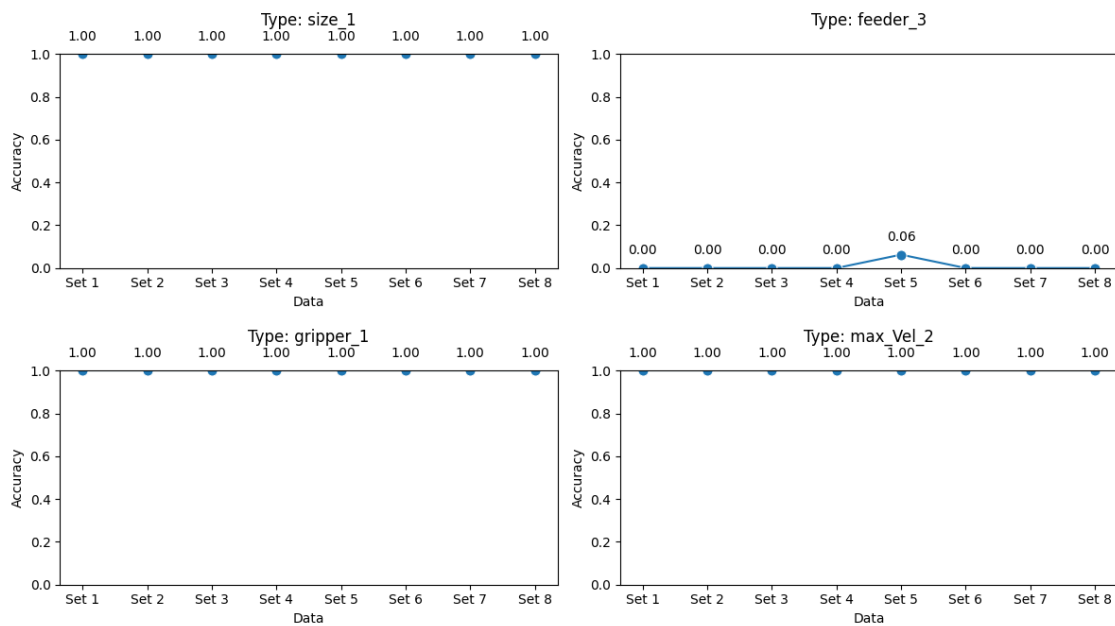 Type: size_1
1.00 1.00 1.00 1.00 1.00 1.00 1.00 1.00
1.0
0.8
0.6
0.4
0.2
0.0
Accuracy
Set 1 Set 2 Set 3 Set 4 Set 5 Set 6 Set 7 Set 8
Data
Type: feeder_3
1.0
0.8
0.6
0.4
0.2
0.0
Accuracy
0.00 0.00 0.00 0.00 0.06 0.00 0.00 0.00
Set 1 Set 2 Set 3 Set 4 Set 5 Set 6 Set 7 Set 8
Data
Type: gripper_1
1.00 1.00 1.00 1.00 1.00 1.00 1.00 1.00
1.0
0.8
0.6
0.4
0.2
0.0
Accuracy
Set 1 Set 2 Set 3 Set 4 Set 5 Set 6 Set 7 Set 8
Data
Type: max_Vel_2
1.00 1.00 1.00 1.00 1.00 1.00 1.00 1.00
1.0
0.8
0.6
0.4
0.2
0.0
Accuracy
Set 1 Set 2 Set 3 Set 4 Set 5 Set 6 Set 7 Set 8
Data